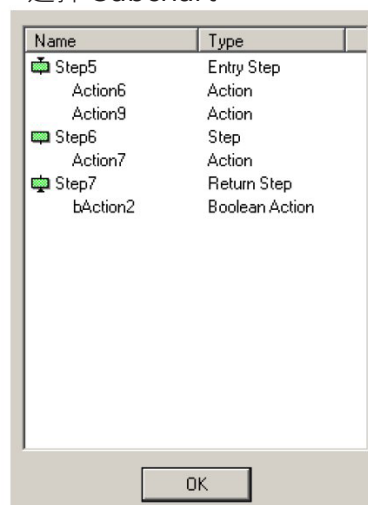 Name Type
Step5 Entry Step
Action6 Action
Action9 Action
Step6 Step
Action7 Action
Step7 Return Step
bAction2 Boolean Action
OK